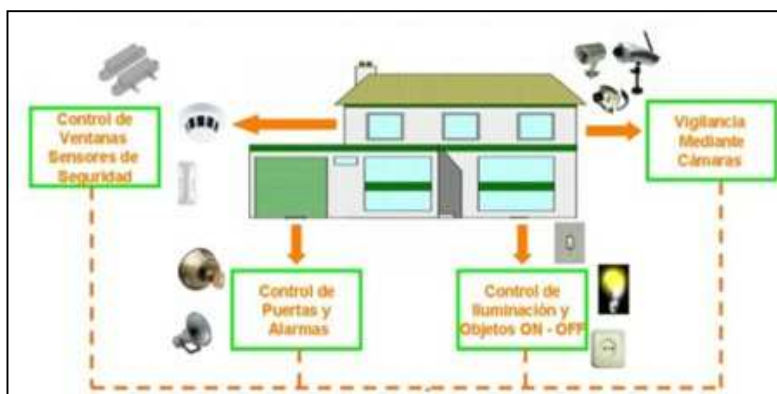 Control de
Ventanas
Sensores de
Seguridad
Vigilancia
Mediante
Cámaras
Control de
Puertas y
Alarmas
Control de
Iluminación y
Objetos ON - OFF